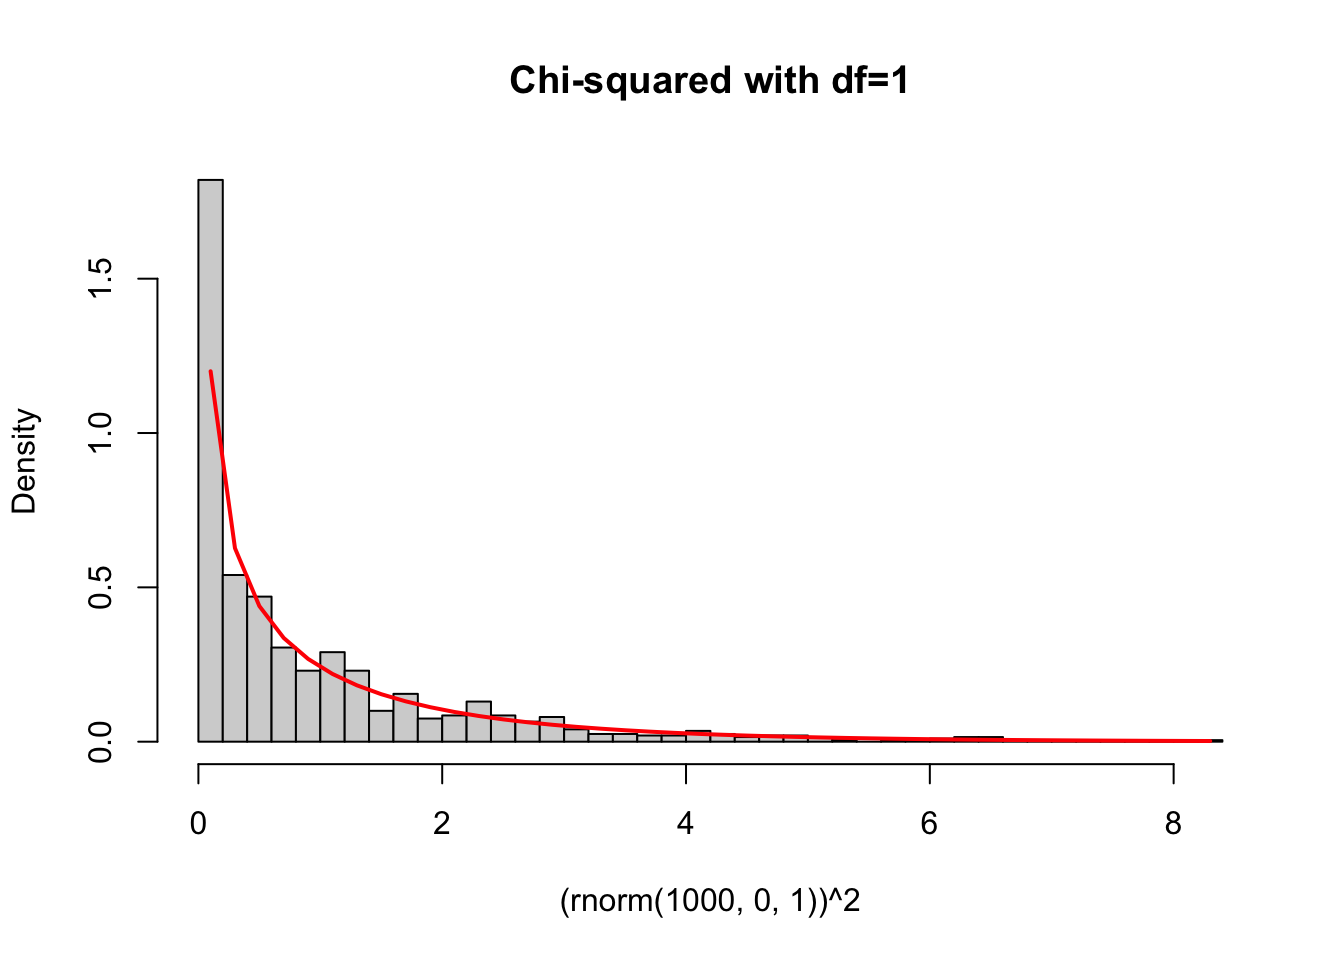 Chi-squared with df=1
Density
1.5
1.0
0.5
0.0
0 2 4 6 8
(rnorm(1000, 0, 1))^2